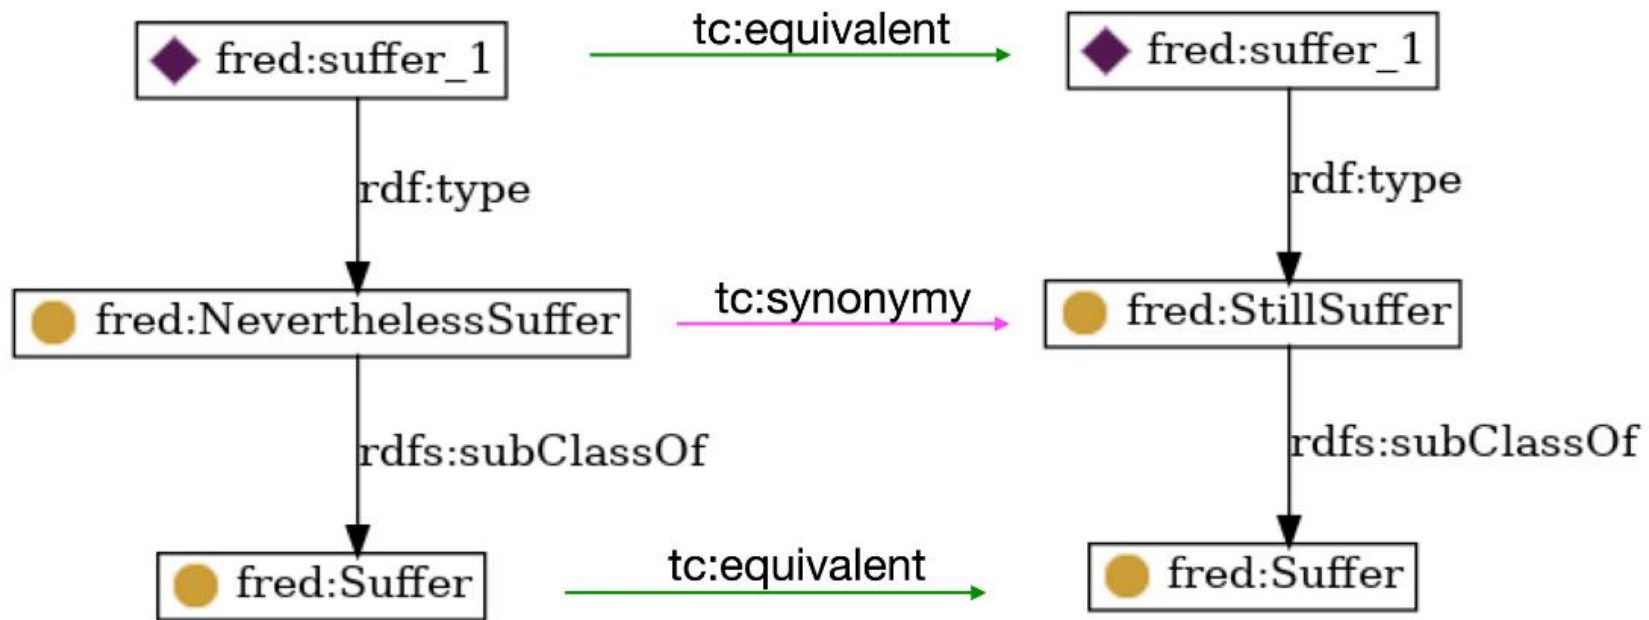 fred:suffer_1
tc:equivalent
fred:suffer_1
rdf:type
rdf:type
fred:NeverthelessSuffer
tc:synonymy
fred:StillSuffer
rdfs:subClassOf
rdfs:subClassOf
fred:Suffer
tc:equivalent
fred:Suffer